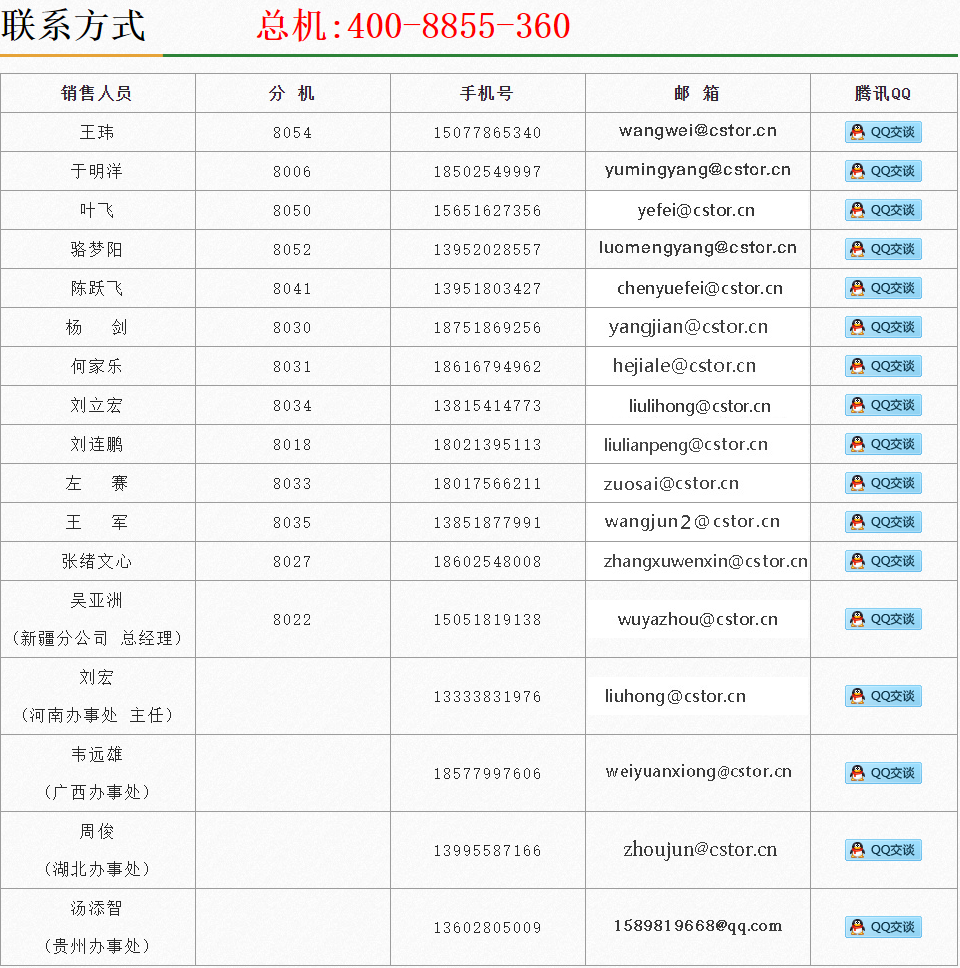 联系方式 总机:400-8855-360
销售人员 分 机 手机号 邮 箱 腾讯QQ
王玮 8054 15077865340 wangwei@cstor.cn QQ交谈
于明洋 8006 18502549997 yumingyang@cstor.cn QQ交谈
叶飞 8050 15651627356 yefei@cstor.cn QQ交谈
骆梦阳 8052 13952028557 luomengyang@cstor.cn QQ交谈
陈跃飞 8041 13951803427 chenyuefei@cstor.cn QQ交谈
杨 剑 8030 18751869256 yangjian@cstor.cn QQ交谈
何家乐 8031 18616794962 hejiale@cstor.cn QQ交谈
刘立宏 8034 13815414773 liulihong@cstor.cn QQ交谈
刘连鹏 8018 18021395113 liulianpeng@cstor.cn QQ交谈
左 赛 8033 18017566211 zuosai@cstor.cn QQ交谈
王 军 8035 13851877991 wangjun2@cstor.cn QQ交谈
张绪文心 8027 18602548008 zhangxuwenxin@cstor.cn QQ交谈
吴亚洲
(新疆分公司 总经理) 8022 15051819138 wuyazhou@cstor.cn QQ交谈
刘宏
(河南办事处 主任) 13333831976 liuhong@cstor.cn QQ交谈
韦远雄
(广西办事处) 18577997606 weiyuanxiong@cstor.cn QQ交谈
周俊
(湖北办事处) 13995587166 zhoujun@cstor.cn QQ交谈
汤添智
(贵州办事处) 13602805009 1589819668@qq.com QQ交谈